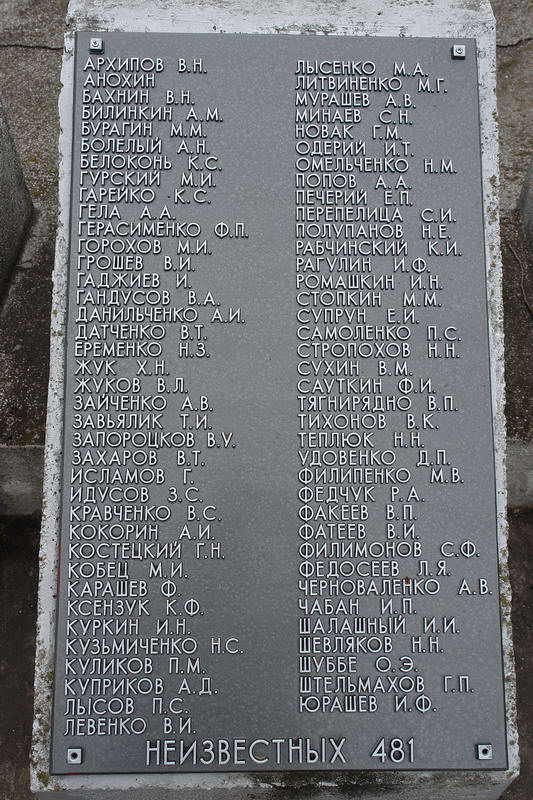 АРХИПОВ В.Н.
АНОХИН
БАХНИН В.Н.
БИЛИНКИН А.М.
БУРАГИН М.М.
БОЛЕЛЫЙ А.Н.
БЕЛОКОНЬ К.С.
ГУРСКИЙ М.И.
ГАРЕЙКО К.С.
ГЕЛА А.А.
ГЕРАСИМЕНКО Ф.П.
ГОРОХОВ М.И.
ГРОШЕВ В.И.
ГАДЖИЕВ И.
ГАНДУСОВ В.А.
ДАНИЛЬЧЕНКО А.И.
ДАТЧЕНКО В.Т.
ЕРЕМЕНКО Н.З.
ЖУК Х.Н.
ЖУКОВ В.Л.
ЗАЙЧЕНКО А.В.
ЗАВЬЯЛИК Т.И.
ЗАПОРОЦКОВ В.У.
ЗАХАРОВ В.Т.
ИСЛАМОВ Г.
ИДУСОВ З.С.
КРАВЧЕНКО В.С.
КОКОРИН А.И.
КОСТЕЦКИЙ Г.Н.
КОБЕЦ М.И.
КАРАШЕВ Ф.
КСЕНЗУК К.Ф.
КУРКИН И.Н.
КУЗЬМИЧЕНКО Н.С.
КУЛИКОВ П.М.
КУПРИКОВ А.Д.
ЛЫСОВ П.С.
ЛЕВЕНКО В.И.
ЛЫСЕНКО М.А.
ЛИТВИНЕНКО М.Г.
МУРАШЕВ А.В.
МИНАЕВ С.Н.
НОВАК Г.М.
ОДЕРИЙ И.Т.
ОМЕЛЬЧЕНКО Н.М.
ПОПОВ А.А.
ПЕЧЕРИЙ Е.П.
ПЕРЕПЕЛИЦА С.И.
ПОЛУПАНОВ Н.Е.
РАБЧИНСКИЙ К.И.
РАГУЛИН И.Ф.
РОМАШКИН И.Н.
СТОПКИН М.М.
СУПРУН Е.И.
САМОЛЕНКО П.С.
СТРОПОХОВ Н.Н.
СУХИН В.М.
САУТКИН Ф.И.
ТЯГНИРЯДНО В.П.
ТИХОНОВ В.К.
ТЕПЛЮК Н.Н.
УДОВЕНКО Д.П.
ФИЛИПЕНКО М.В.
ФЕДЧУК Р.А.
ФАКЕЕВ В.П.
ФАТЕЕВ В.И.
ФИЛИМОНОВ С.Ф.
ФЕДОСЕЕВ Л.Я.
ЧЕРНОВАЛЕНКО А.В.
ЧАБАН И.П.
ШАЛАШНЫЙ И.И.
ШЕВЛЯКОВ Н.Н.
ШУББЕ О.Э.
ШТЕЛЬМАХОВ Г.П.
ЮРАШЕВ И.Ф.
НЕИЗВЕСТНЫХ 481